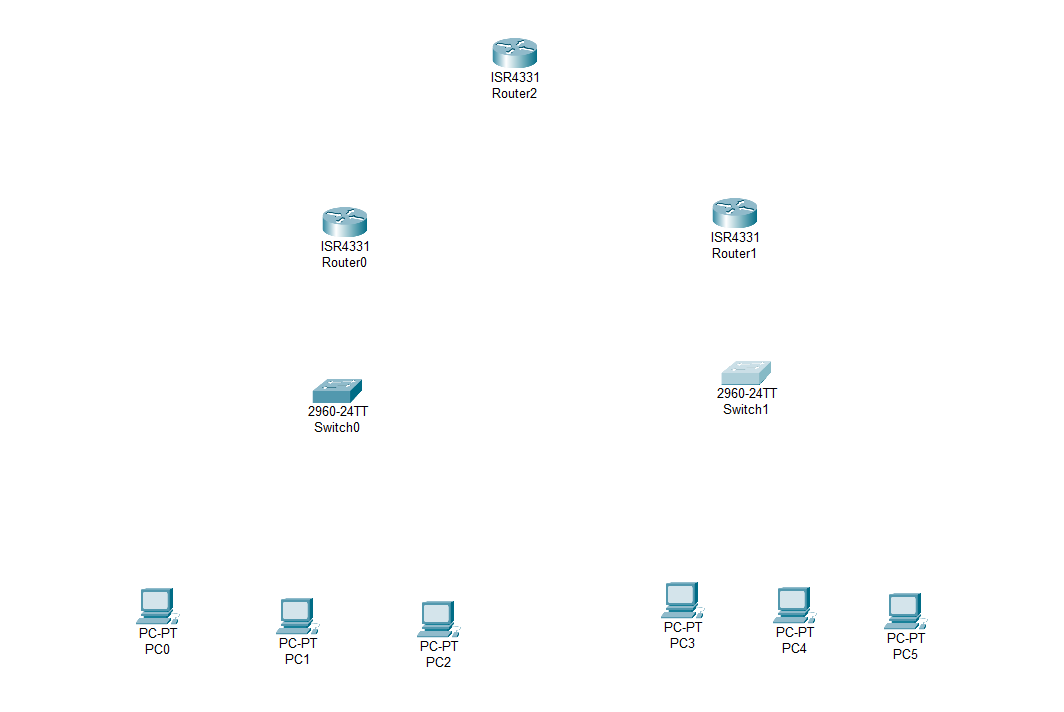 ISR4331
Router2
ISR4331
Router0
ISR4331
Router1
2960-24TT
Switch0
2960-24TT
Switch1
PC-PT
PC0
PC-PT
PC1
PC-PT
PC2
PC-PT
PC3
PC-PT
PC4
PC-PT
PC5